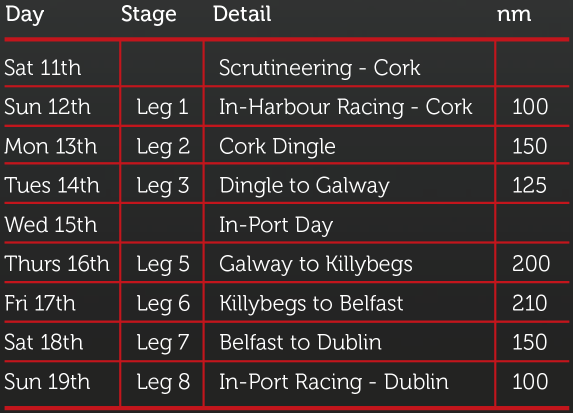 Day Stage Detail nm
Sat 11th Scrutineering - Cork
Sun 12th Leg 1 In-Harbour Racing - Cork 100
Mon 13th Leg 2 Cork Dingle 150
Tues 14th Leg 3 Dingle to Galway 125
Wed 15th In-Port Day
Thurs 16th Leg 5 Galway to Killybegs 200
Fri 17th Leg 6 Killybegs to Belfast 210
Sat 18th Leg 7 Belfast to Dublin 150
Sun 19th Leg 8 In-Port Racing - Dublin 100